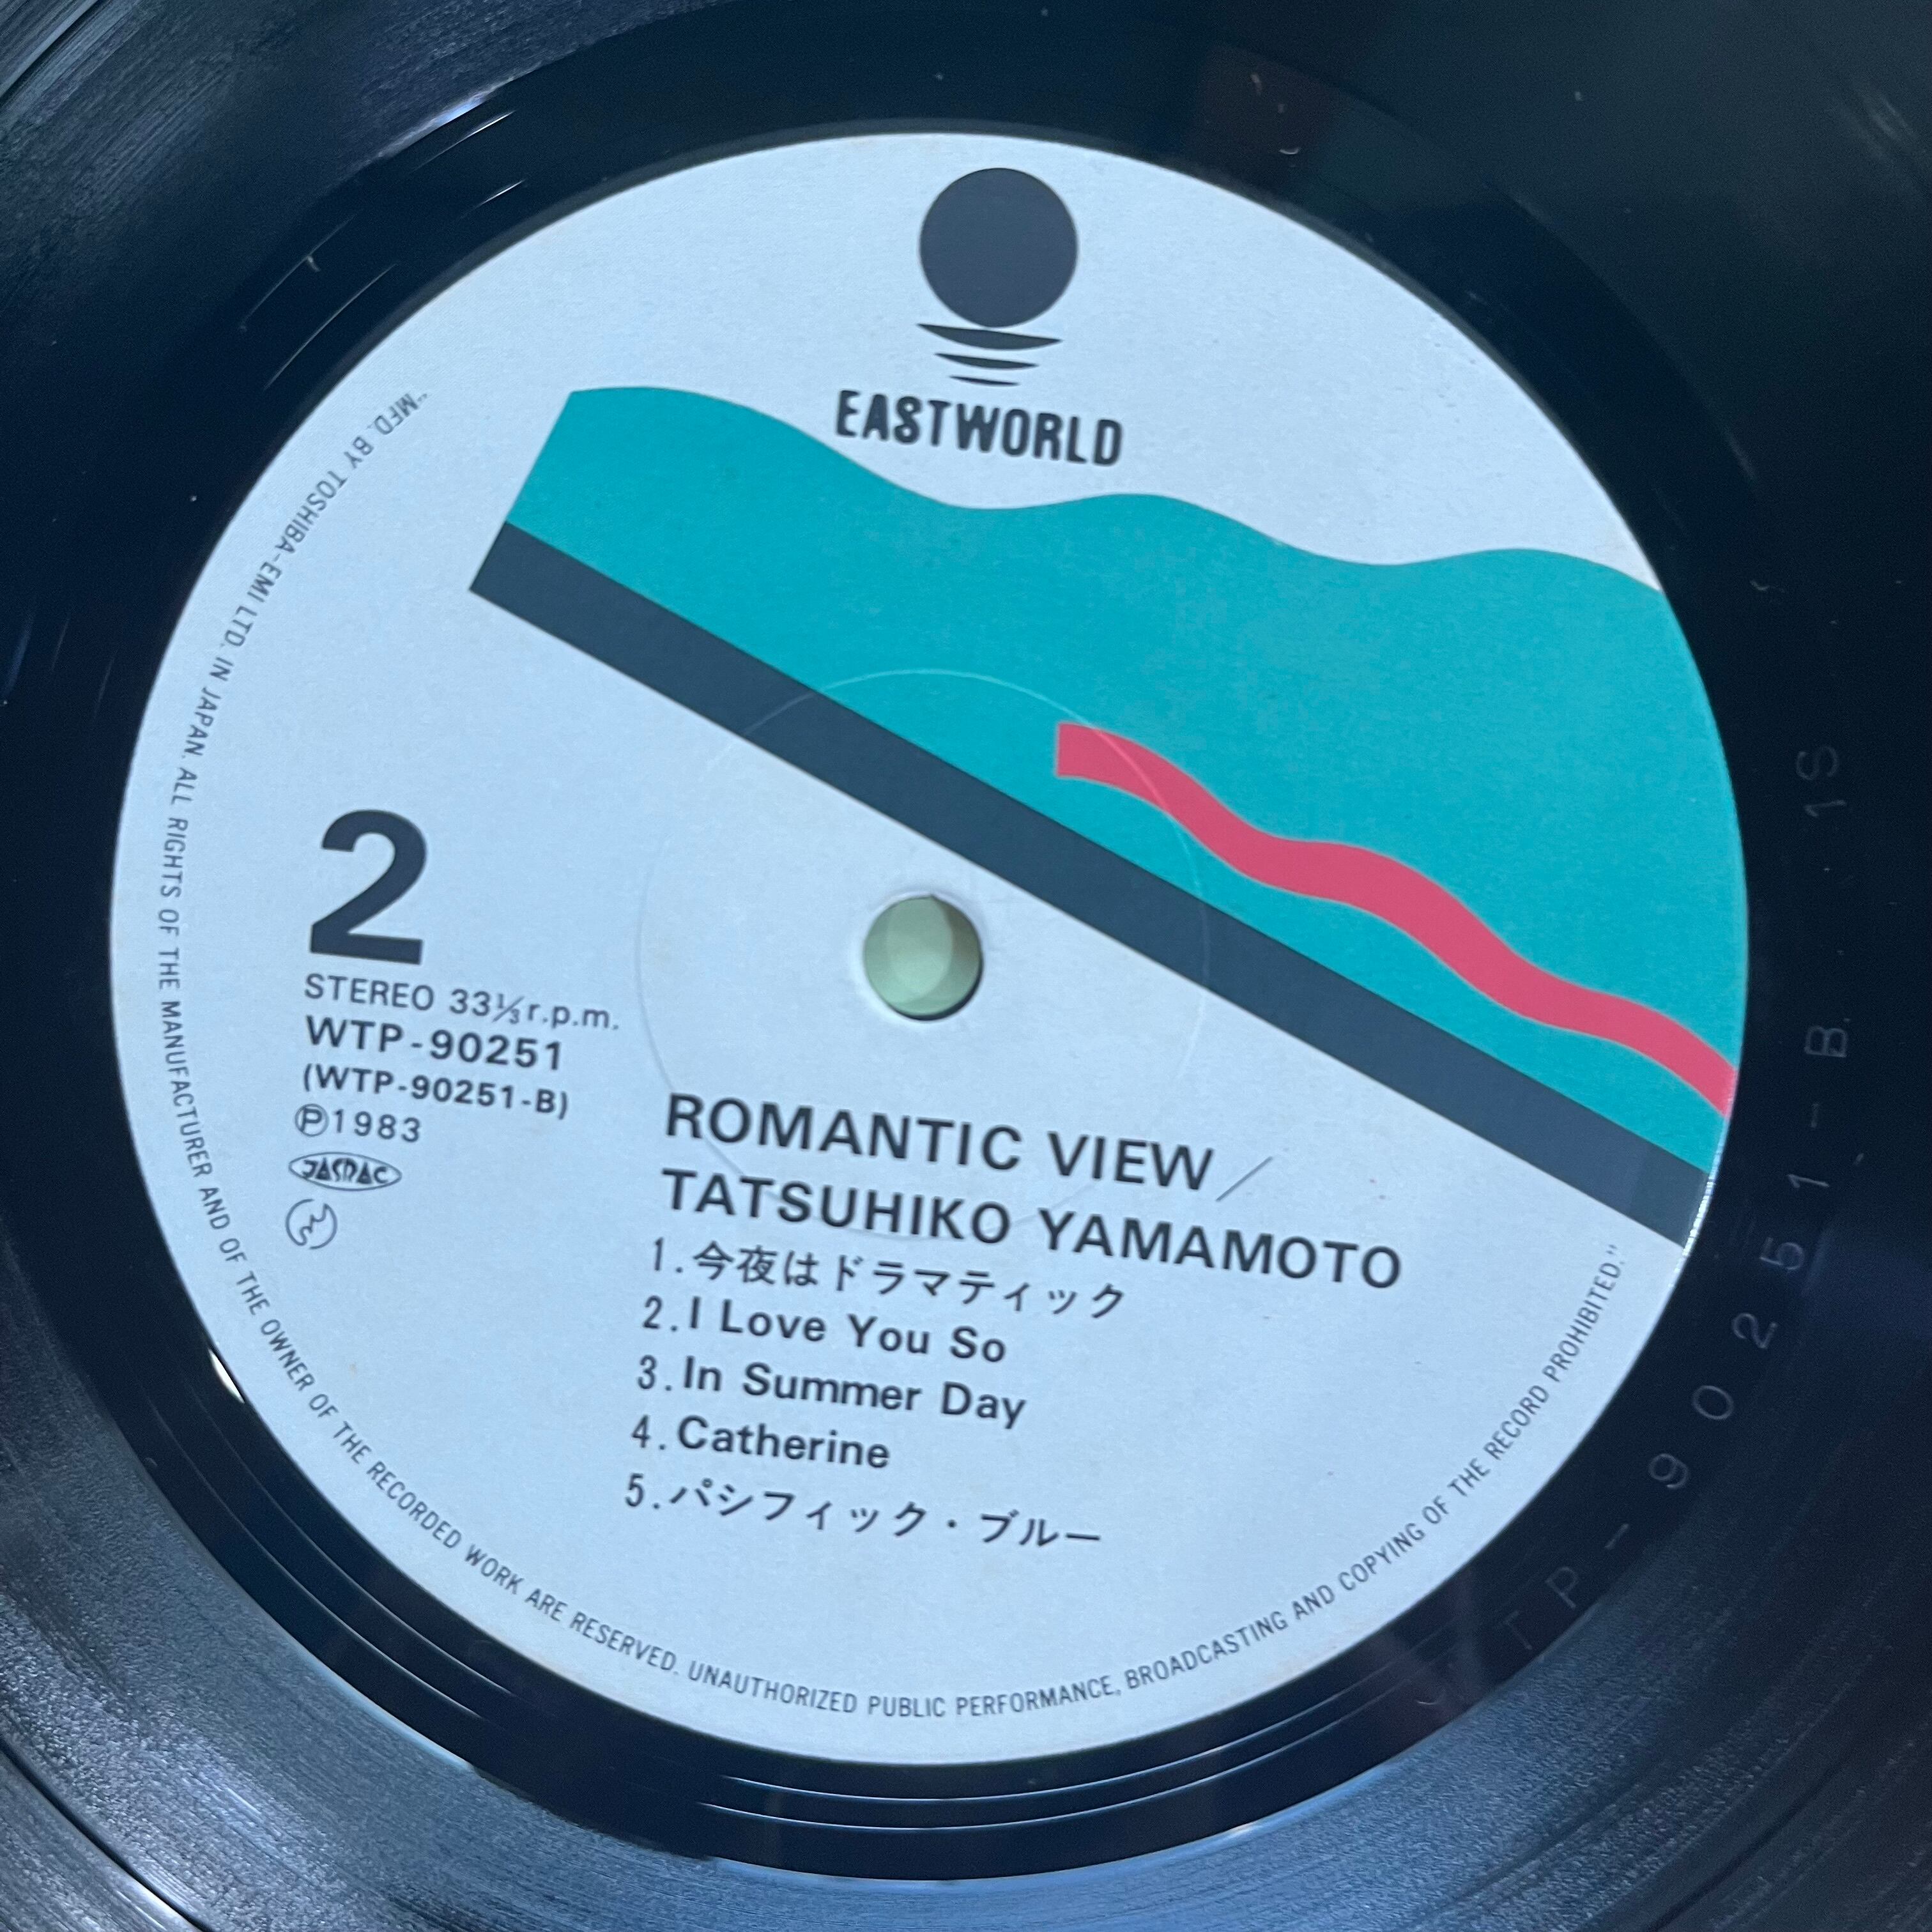 EASTWORLD
2
STEREO 33⅓r.p.m.
WTP-90251
(WTP-90251-B)
Ⓟ1983
JASRAC
ROMANTIC VIEW／
TATSUHIKO YAMAMOTO
1.今夜はドラマティック
2.I Love You So
3.In Summer Day
4.Catherine
5.パシフィック・ブルー
"MFD. BY TOSHIBA-EMI LTD. IN JAPAN. ALL RIGHTS OF THE MANUFACTURER AND OF THE OWNER OF THE RECORDED WORK ARE RESERVED. UNAUTHORIZED PUBLIC PERFORMANCE, BROADCASTING AND COPYING OF THE RECORD PROHIBITED."
WTP-90251-B. 1S